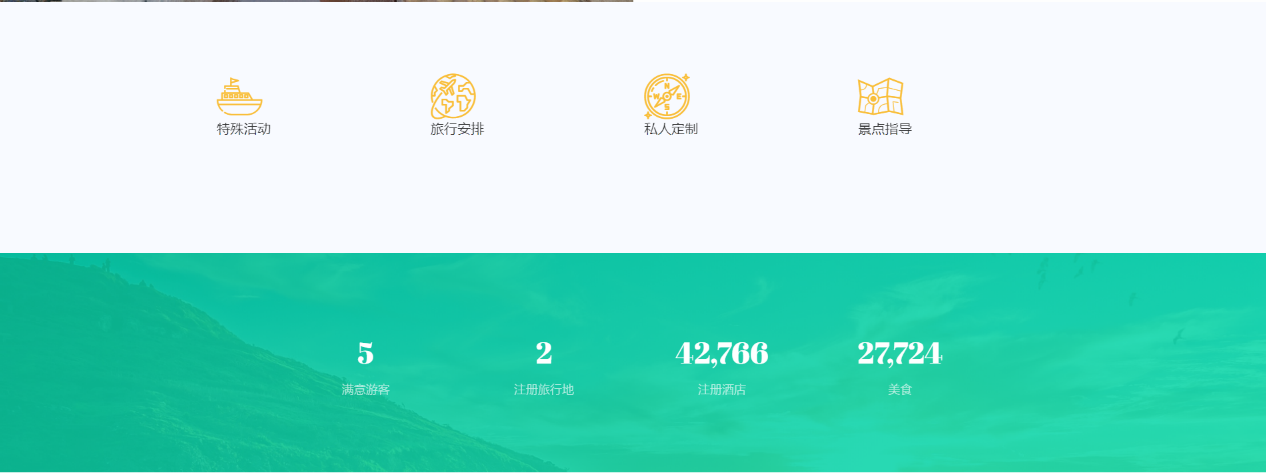 特殊活动
旅行安排
私人定制
景点指导
5
2
42,766
27,724
满意游客
注册旅行地
注册酒店
美食